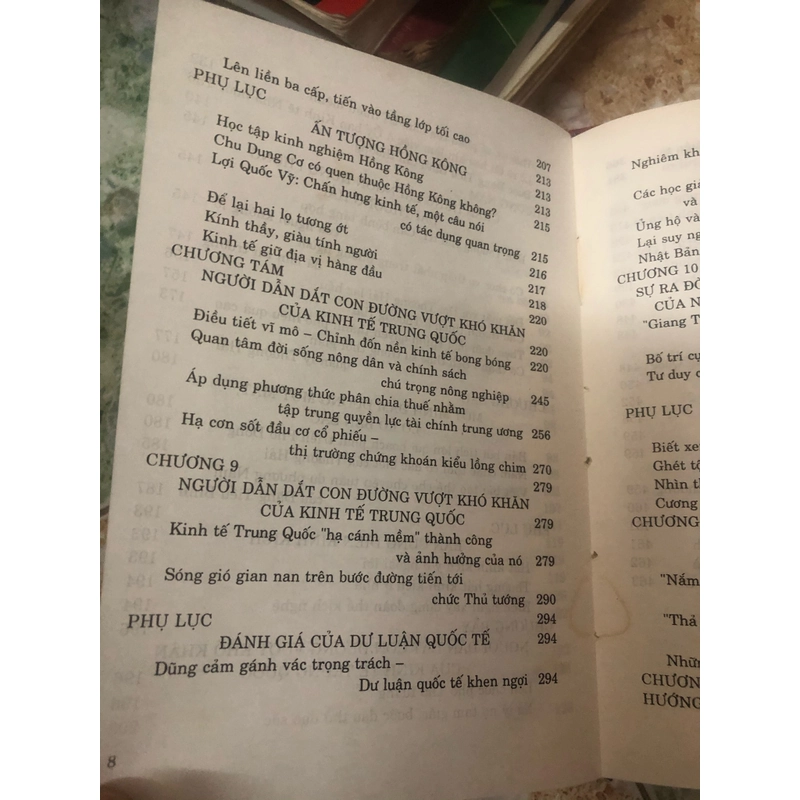 Lên liền ba cấp, tiến vào tầng lớp tối cao 207
PHỤ LỤC
ẤN TƯỢNG HỒNG KÔNG 213
Học tập kinh nghiệm Hồng Kông 213
Chu Dung Cơ có quen thuộc Hồng Kông không? 213
Lợi Quốc Vỹ: Chấn hưng kinh tế, một câu nói 215
có tác dụng quan trọng 215
Để lại hai lọ tương ớt 216
Kính thầy, giàu tính người 217
Kinh tế giữ địa vị hàng đầu 218
CHƯƠNG TÁM 220
NGƯỜI DẪN DẮT CON ĐƯỜNG VƯỢT KHÓ KHĂN
CỦA KINH TẾ TRUNG QUỐC 220
Điều tiết vĩ mô – Chỉnh đốn nền kinh tế bong bóng 220
Quan tâm đời sống nông dân và chính sách
chú trọng nông nghiệp 245
Áp dụng phương thức phân chia thuế nhằm
tập trung quyền lực tài chính trung ương 256
Hạ cơn sốt đầu cơ cổ phiếu –
thị trường chứng khoán kiểu lồng chim 270
CHƯƠNG 9 279
NGƯỜI DẪN DẮT CON ĐƯỜNG VƯỢT KHÓ KHĂN
CỦA KINH TẾ TRUNG QUỐC 279
Kinh tế Trung Quốc "hạ cánh mềm" thành công
và ảnh hưởng của nó 279
Sóng gió gian nan trên bước đường tiến tới
chức Thủ tướng 290
PHỤ LỤC 294
ĐÁNH GIÁ CỦA DƯ LUẬN QUỐC TẾ 294
Dũng cảm gánh vác trọng trách –
Dư luận quốc tế khen ngợi 294
8
Nghiêm kh
Các học gi
và
Ủng hộ và
Lại suy ng
Nhật Bản
CHƯƠNG 10
SỰ RA ĐỜ
CỦA N
"Giang T
Bố trí cụ
Tư duy c
PHỤ LỤC
Biết xe
Ghét tộ
Nhìn th
Cương
CHƯƠNG
"Nắm
"Thả
Nhữn
CHƯƠN
HƯỚN